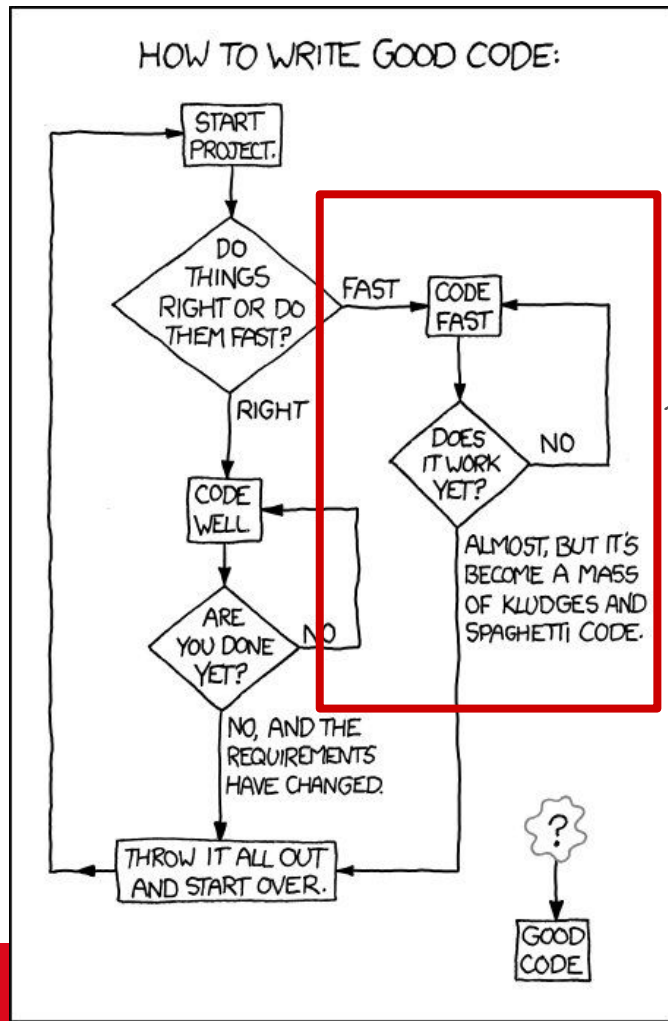 HOW TO WRITE GOOD CODE:
START
PROJECT.
DO
THINGS
RIGHT OR DO
THEM FAST?
FAST
CODE
FAST
RIGHT
DOES
IT WORK
YET?
NO
CODE
WELL.
ALMOST, BUT IT'S
BECOME A MASS
OF KLUDGES AND
SPAGHETTI CODE.
ARE
YOU DONE
YET?
NO
NO, AND THE
REQUIREMENTS
HAVE CHANGED.
THROW IT ALL OUT
AND START OVER.
?
GOOD
CODE